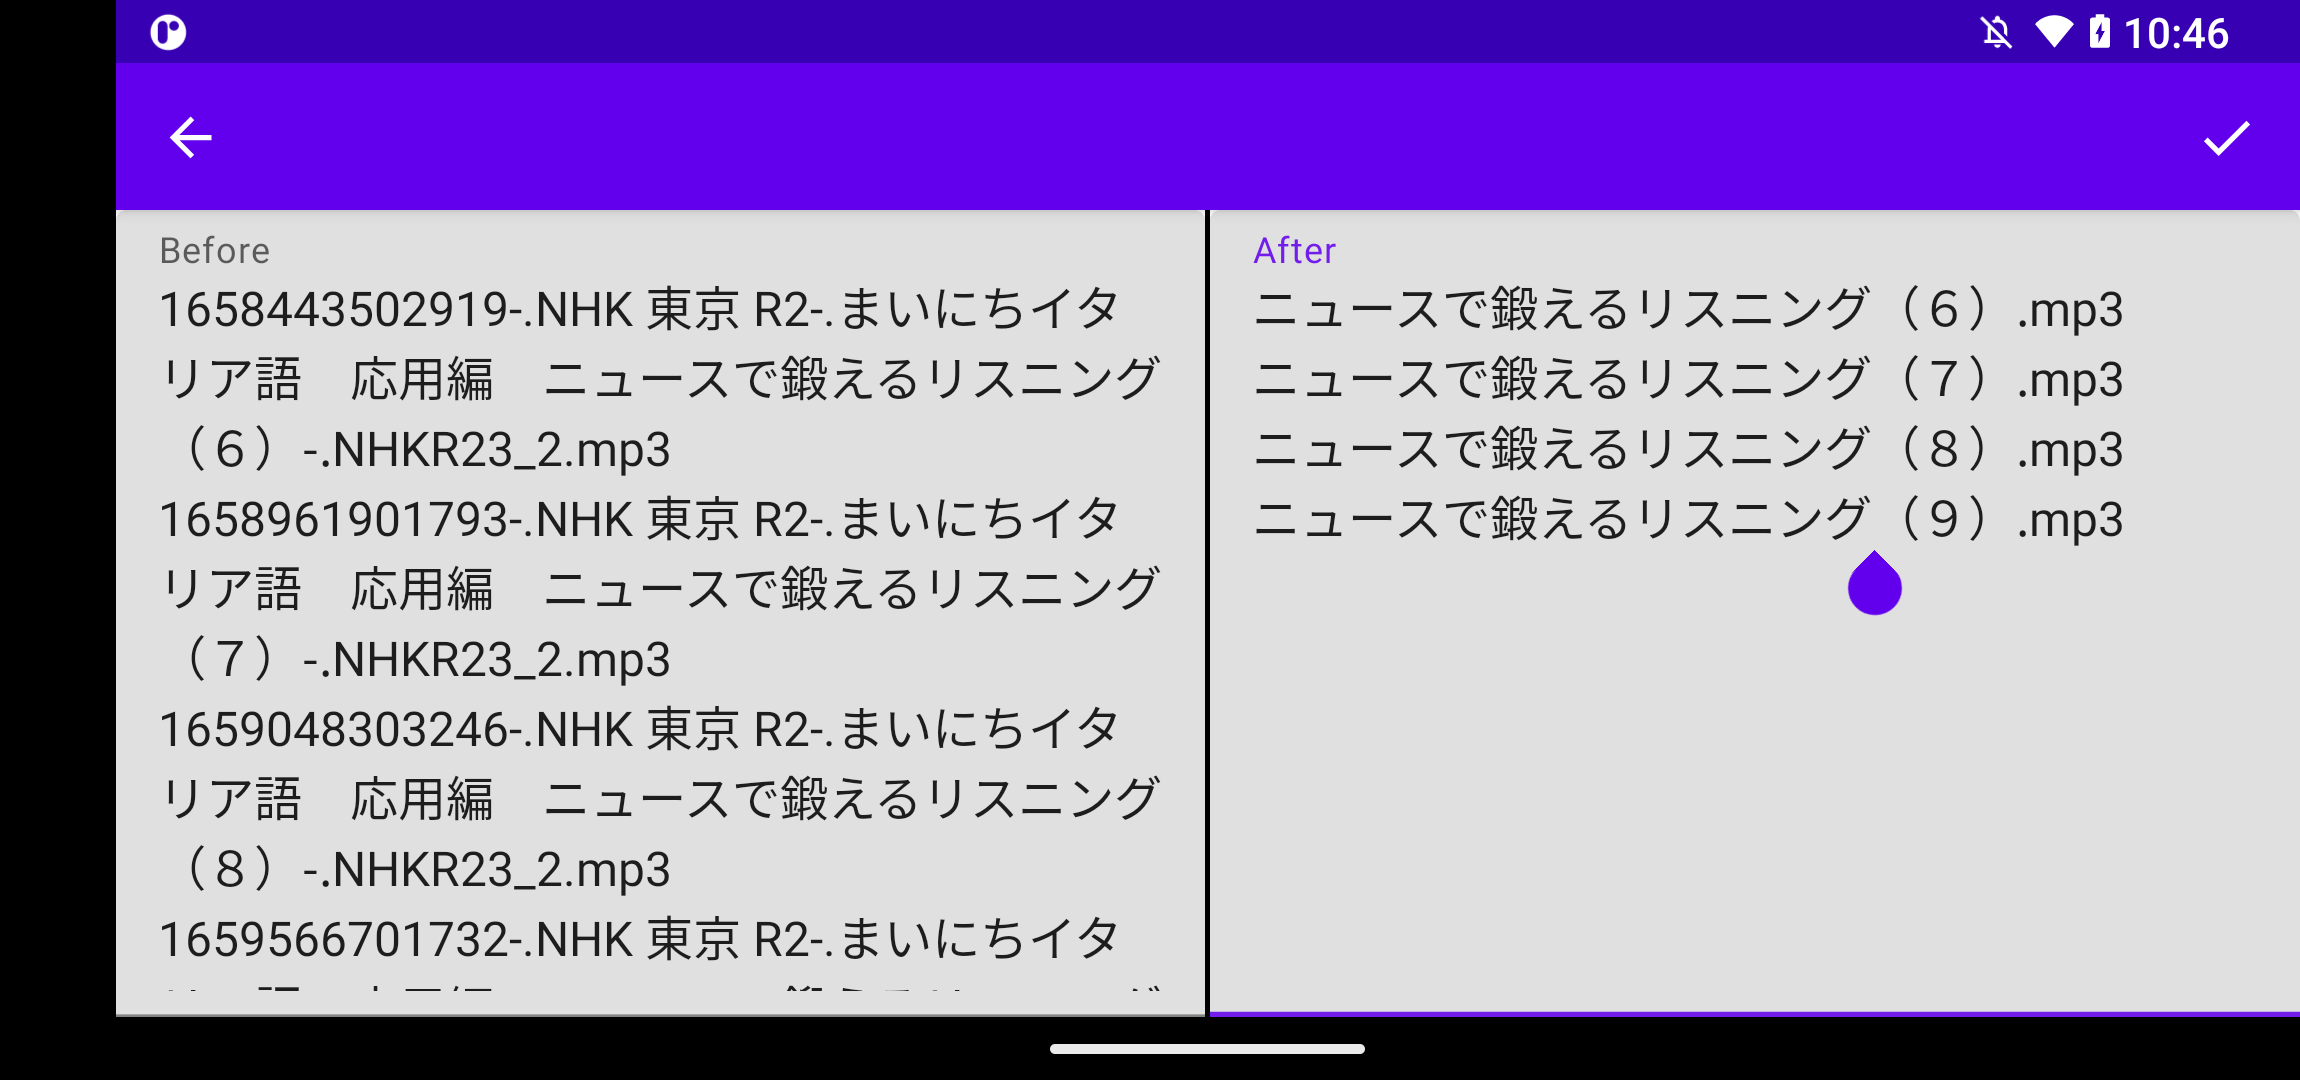 10:46
Before
1658443502919-.NHK 東京 R2-.まいにちイタ
リア語　応用編　ニュースで鍛えるリスニング
（６）-.NHKR23_2.mp3
1658961901793-.NHK 東京 R2-.まいにちイタ
リア語　応用編　ニュースで鍛えるリスニング
（７）-.NHKR23_2.mp3
1659048303246-.NHK 東京 R2-.まいにちイタ
リア語　応用編　ニュースで鍛えるリスニング
（８）-.NHKR23_2.mp3
1659566701732-.NHK 東京 R2-.まいにちイタ
After
ニュースで鍛えるリスニング（６）.mp3
ニュースで鍛えるリスニング（７）.mp3
ニュースで鍛えるリスニング（８）.mp3
ニュースで鍛えるリスニング（９）.mp3